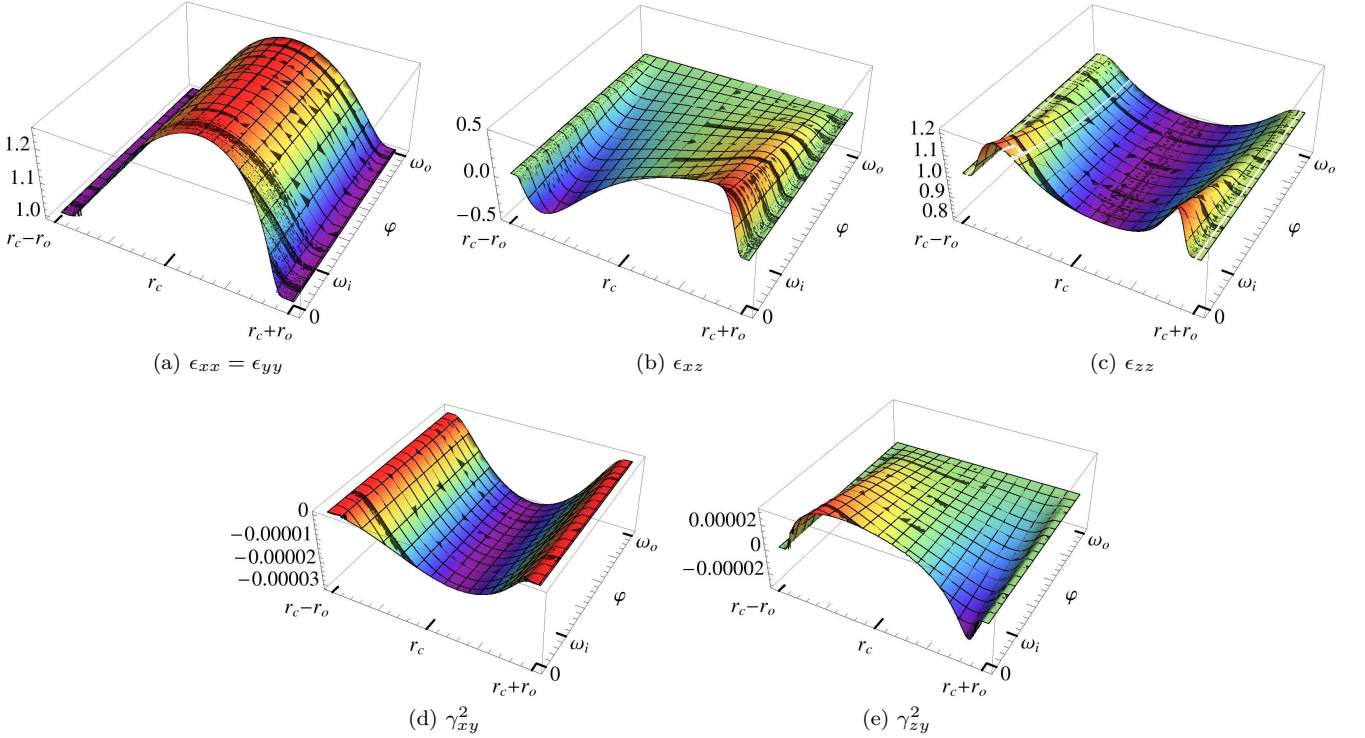 1.2
1.1
1.0
r_c−r_o
r_c
r_c+r_o
0
ω_i
φ
ω_o
(a) ϵ_xx = ϵ_yy
0.5
0.0
−0.5
r_c−r_o
r_c
r_c+r_o
0
ω_i
φ
ω_o
(b) ϵ_xz
1.2
1.1
1.0
0.9
0.8
r_c−r_o
r_c
r_c+r_o
0
ω_i
φ
ω_o
(c) ϵ_zz
0
−0.00001
−0.00002
−0.00003
r_c−r_o
r_c
r_c+r_o
0
ω_i
φ
ω_o
(d) γ²_xy
0.00002
0
−0.00002
r_c−r_o
r_c
r_c+r_o
0
ω_i
φ
ω_o
(e) γ²_zy